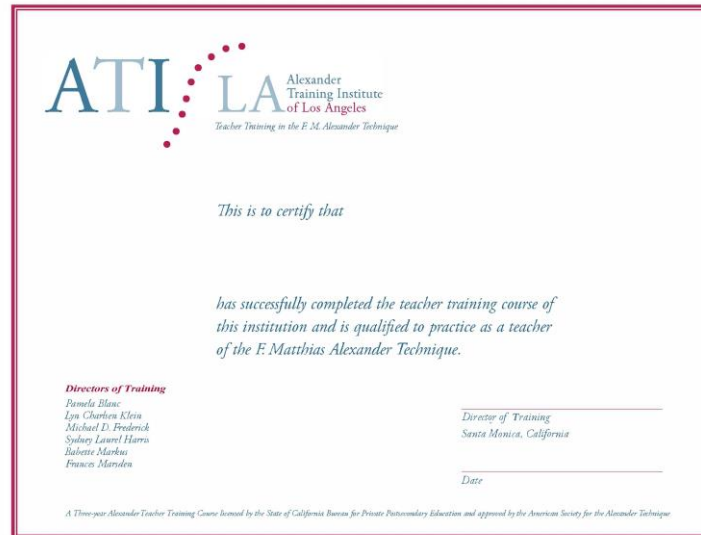 ATI LA
Alexander
Training Institute
of Los Angeles
Teacher Training in the F. M. Alexander Technique
This is to certify that
has successfully completed the teacher training course of
this institution and is qualified to practice as a teacher
of the F. Matthias Alexander Technique.
Directors of Training
Pamela Blanc
Lyn Charlsen Klein
Michael D. Frederick
Sydney Laurel Harris
Babette Markus
Frances Marsden
Director of Training
Santa Monica, California
Date
A Three-year Alexander Teacher Training Course licensed by the State of California Bureau for Private Postsecondary Education and approved by the American Society for the Alexander Technique